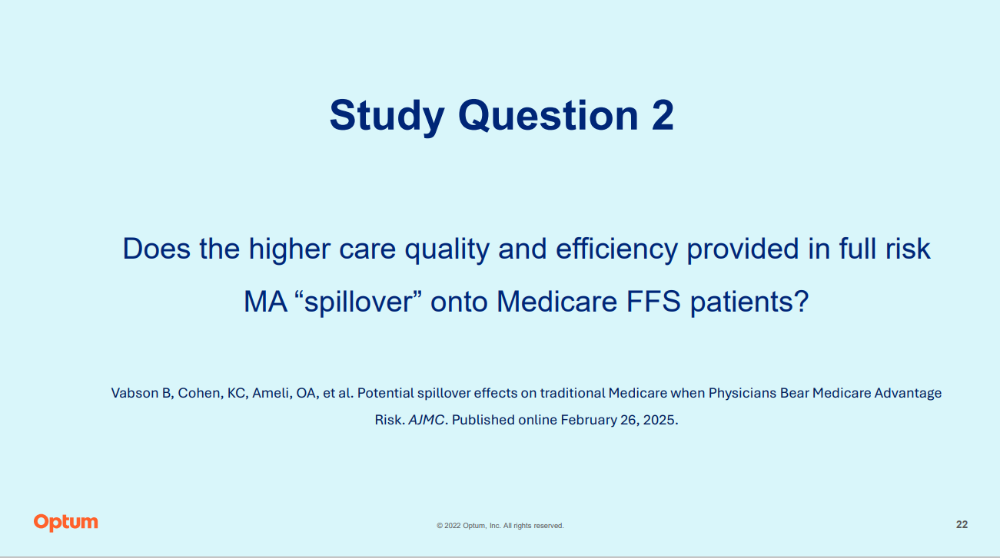 Study Question 2
Does the higher care quality and efficiency provided in full risk
MA “spillover” onto Medicare FFS patients?
Vabson B, Cohen, KC, Ameli, OA, et al. Potential spillover effects on traditional Medicare when Physicians Bear Medicare Advantage
Risk. AJMC. Published online February 26, 2025.
Optum
© 2022 Optum, Inc. All rights reserved.
22